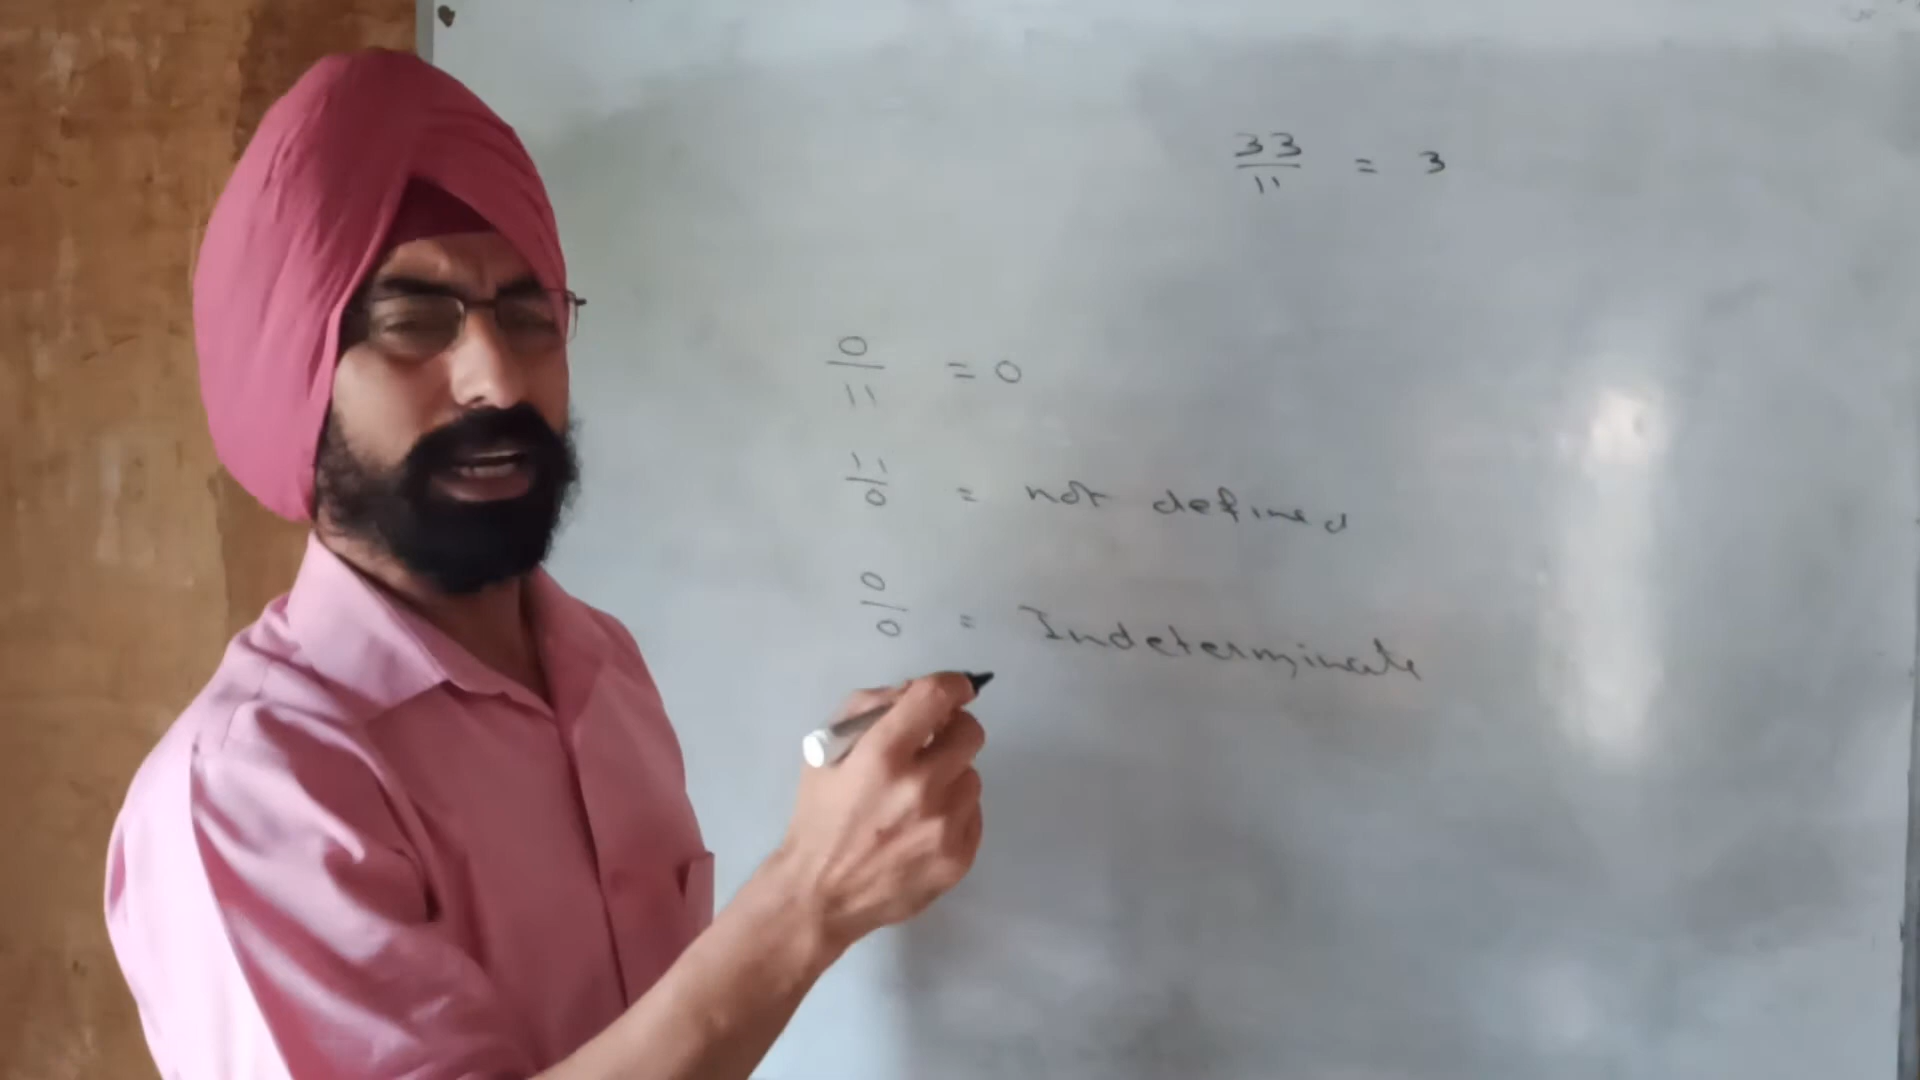 33/11 = 3
0/11 = 0
11/0 = not defined
0/0 = Indeterminate